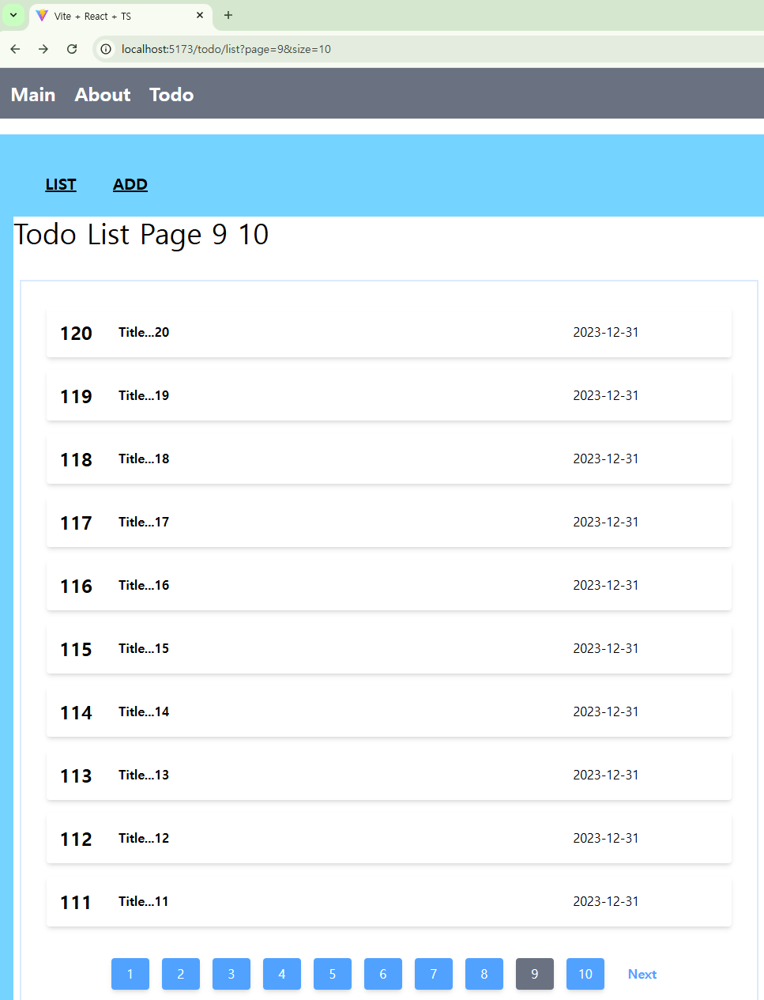 Vite + React + TS
localhost:5173/todo/list?page=9&size=10
Main About Todo
LIST ADD
Todo List Page 9 10
120 Title...20 2023-12-31
119 Title...19 2023-12-31
118 Title...18 2023-12-31
117 Title...17 2023-12-31
116 Title...16 2023-12-31
115 Title...15 2023-12-31
114 Title...14 2023-12-31
113 Title...13 2023-12-31
112 Title...12 2023-12-31
111 Title...11 2023-12-31
1 2 3 4 5 6 7 8 9 10 Next